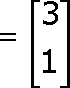 = [3
1]